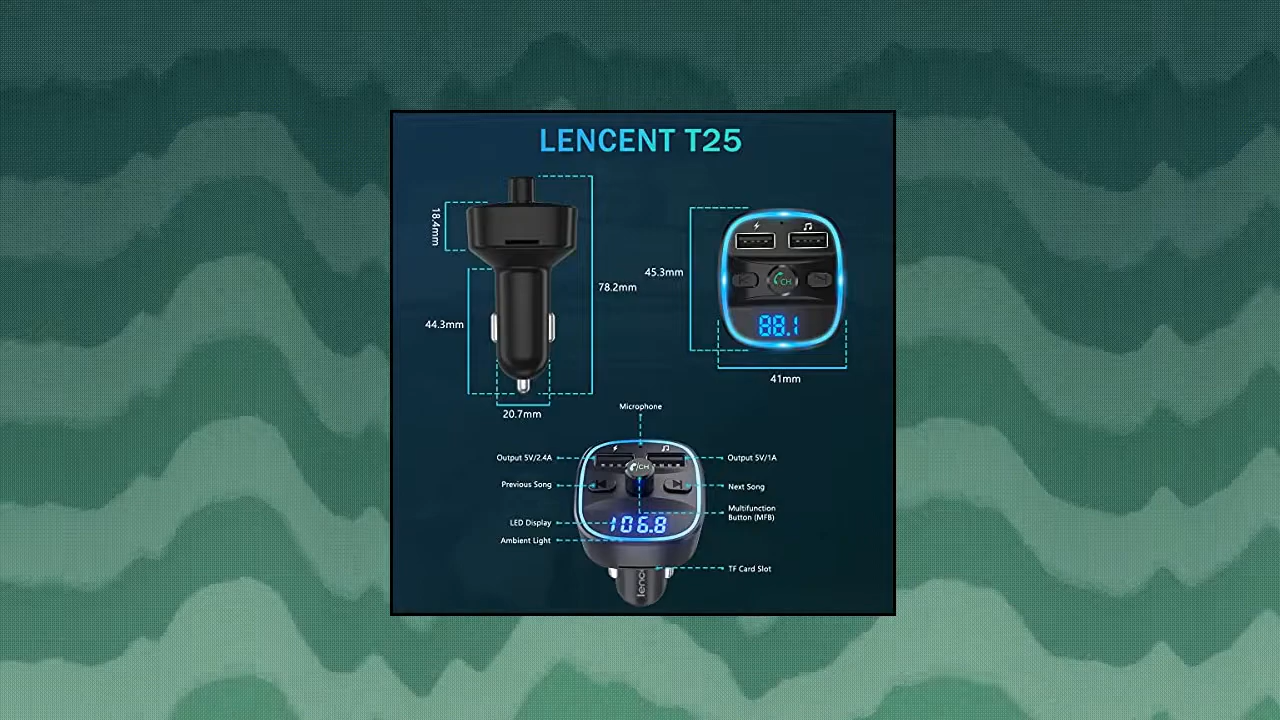 LENCENT T25
18.4mm
44.3mm
78.2mm
20.7mm
45.3mm
CH
88.1
41mm
Microphone
Output 5V/2.4A
Output 5V/1A
CH
Previous Song
Next Song
Multifunction
Button (MFB)
LED Display
106.8
Ambient Light
TF Card Slot
lenc